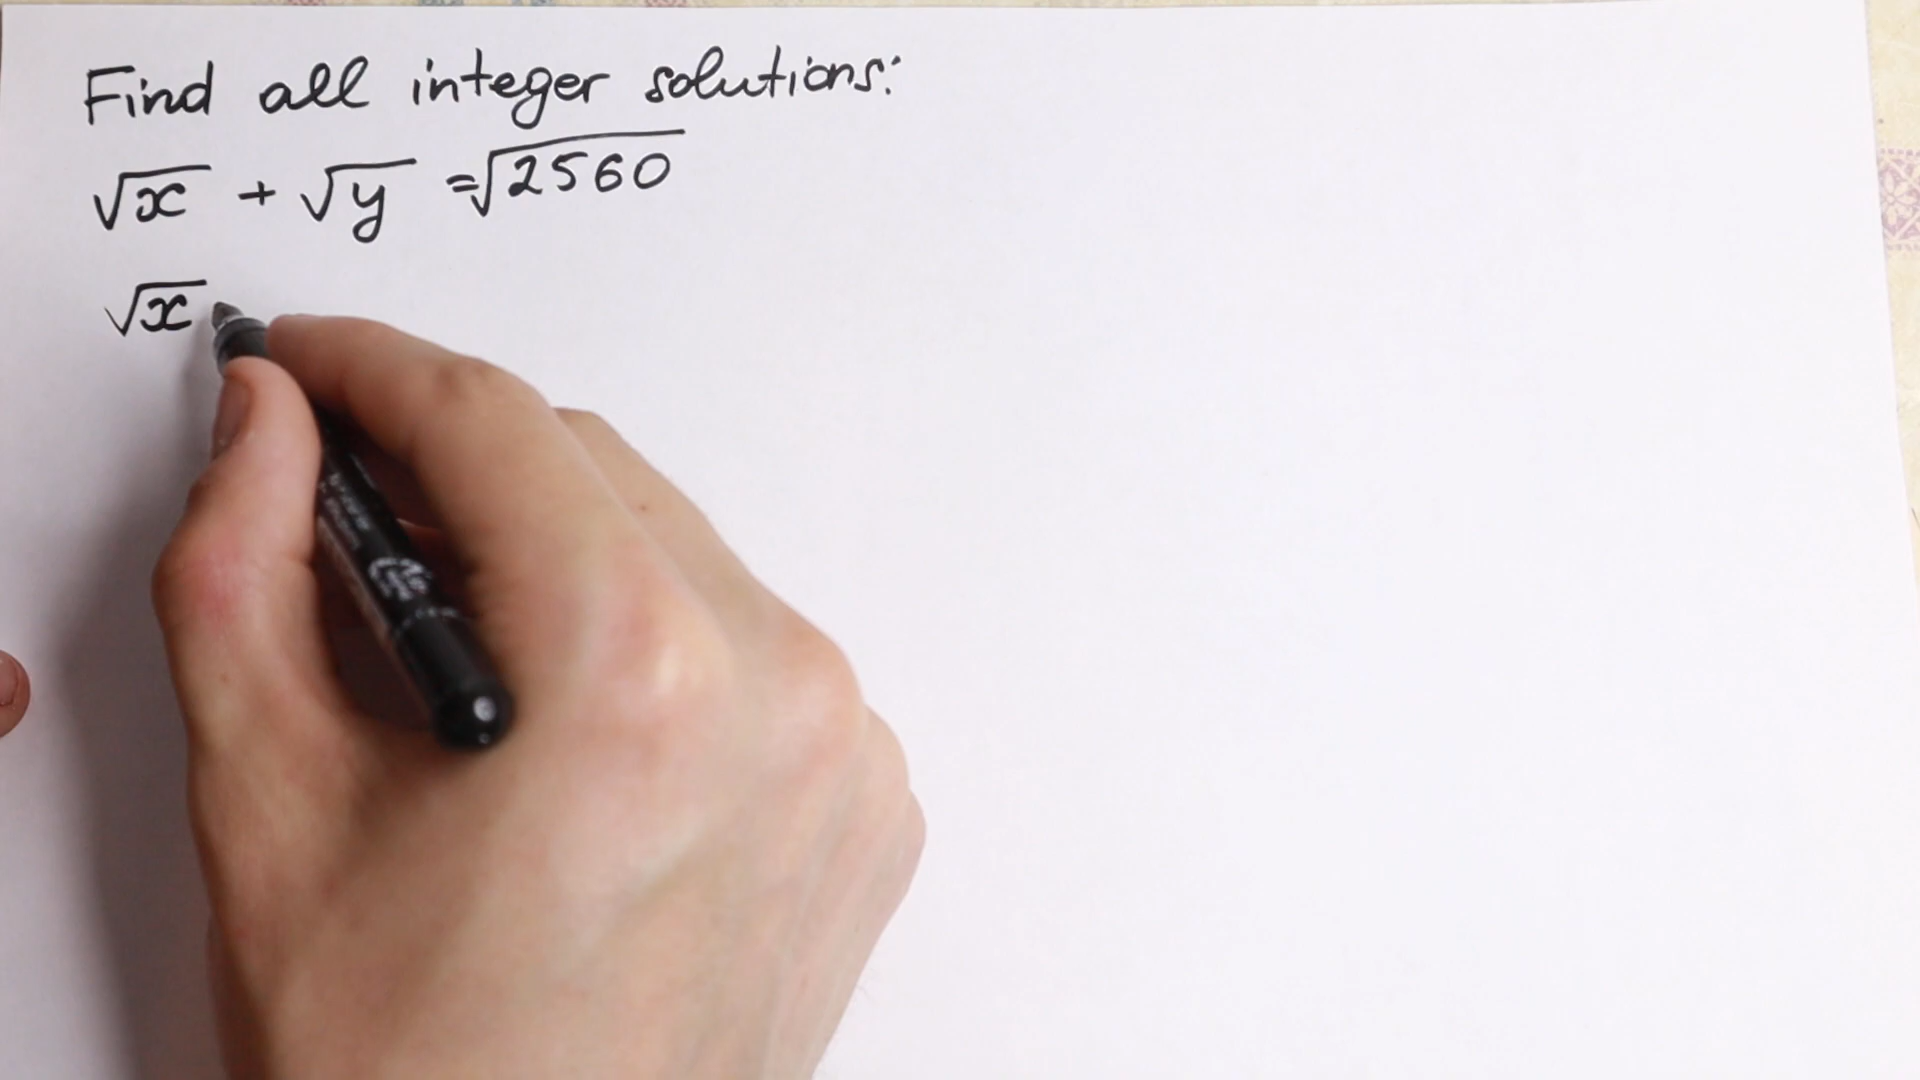 Find all integer solutions:
√x + √y = √2560
√x